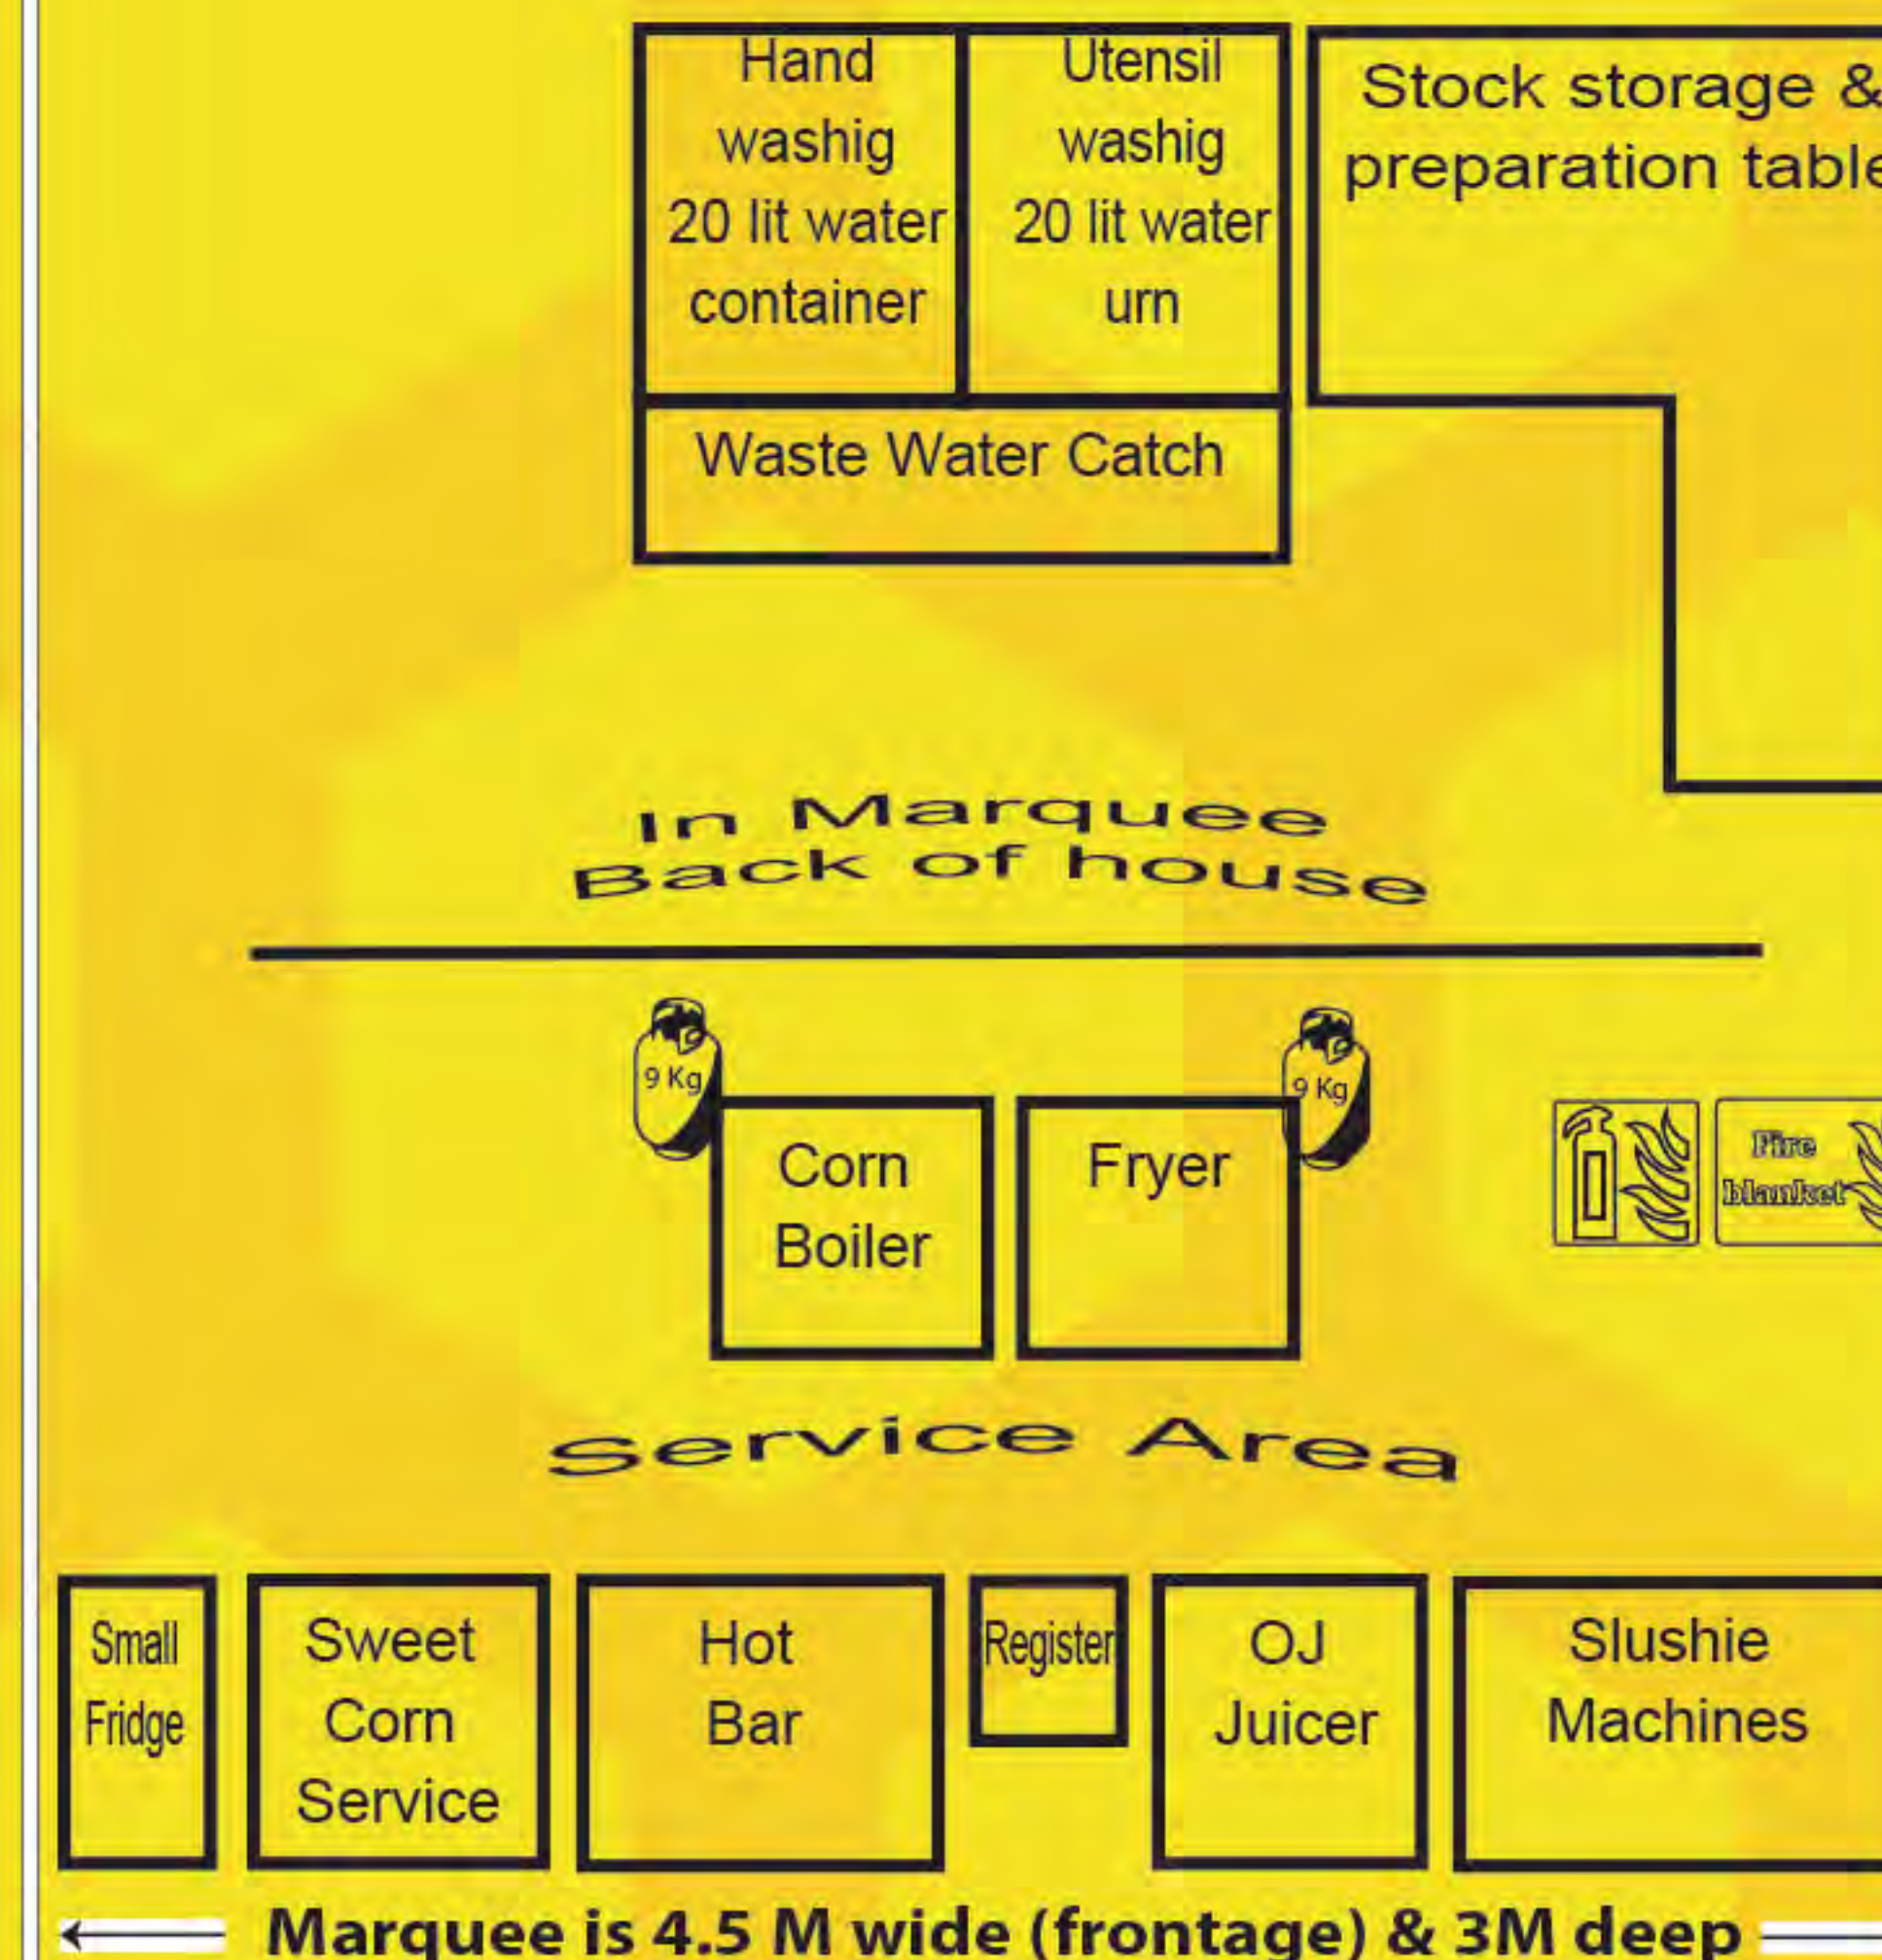 Hand
washig
20 lit water
container
Utensil
washig
20 lit water
urn
Stock storage &
preparation table
Waste Water Catch
In Marquee
Back of house
9 Kg
9 Kg
Corn
Boiler
Fryer
Fire
blanket
Service Area
Small
Fridge
Sweet
Corn
Service
Hot
Bar
Register
OJ
Juicer
Slushie
Machines
Marquee is 4.5 M wide (frontage) & 3M deep